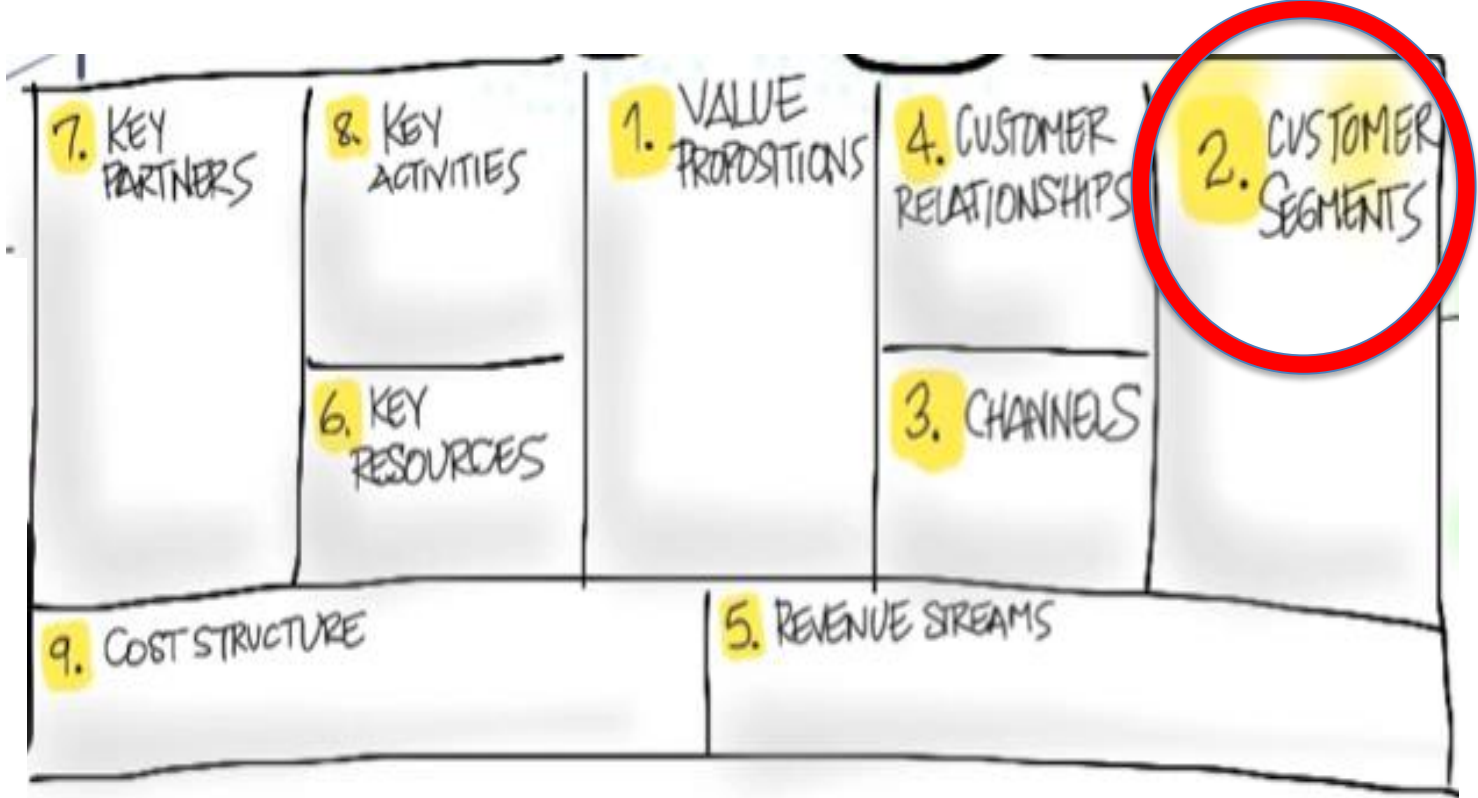 7. KEY
PARTNERS
8. KEY
ACTIVITIES
6. KEY
RESOURCES
1. VALUE
PROPOSITIONS
4. CUSTOMER
RELATIONSHIPS
3. CHANNELS
2. CUSTOMER
SEGMENTS
9. COST STRUCTURE
5. REVENUE STREAMS